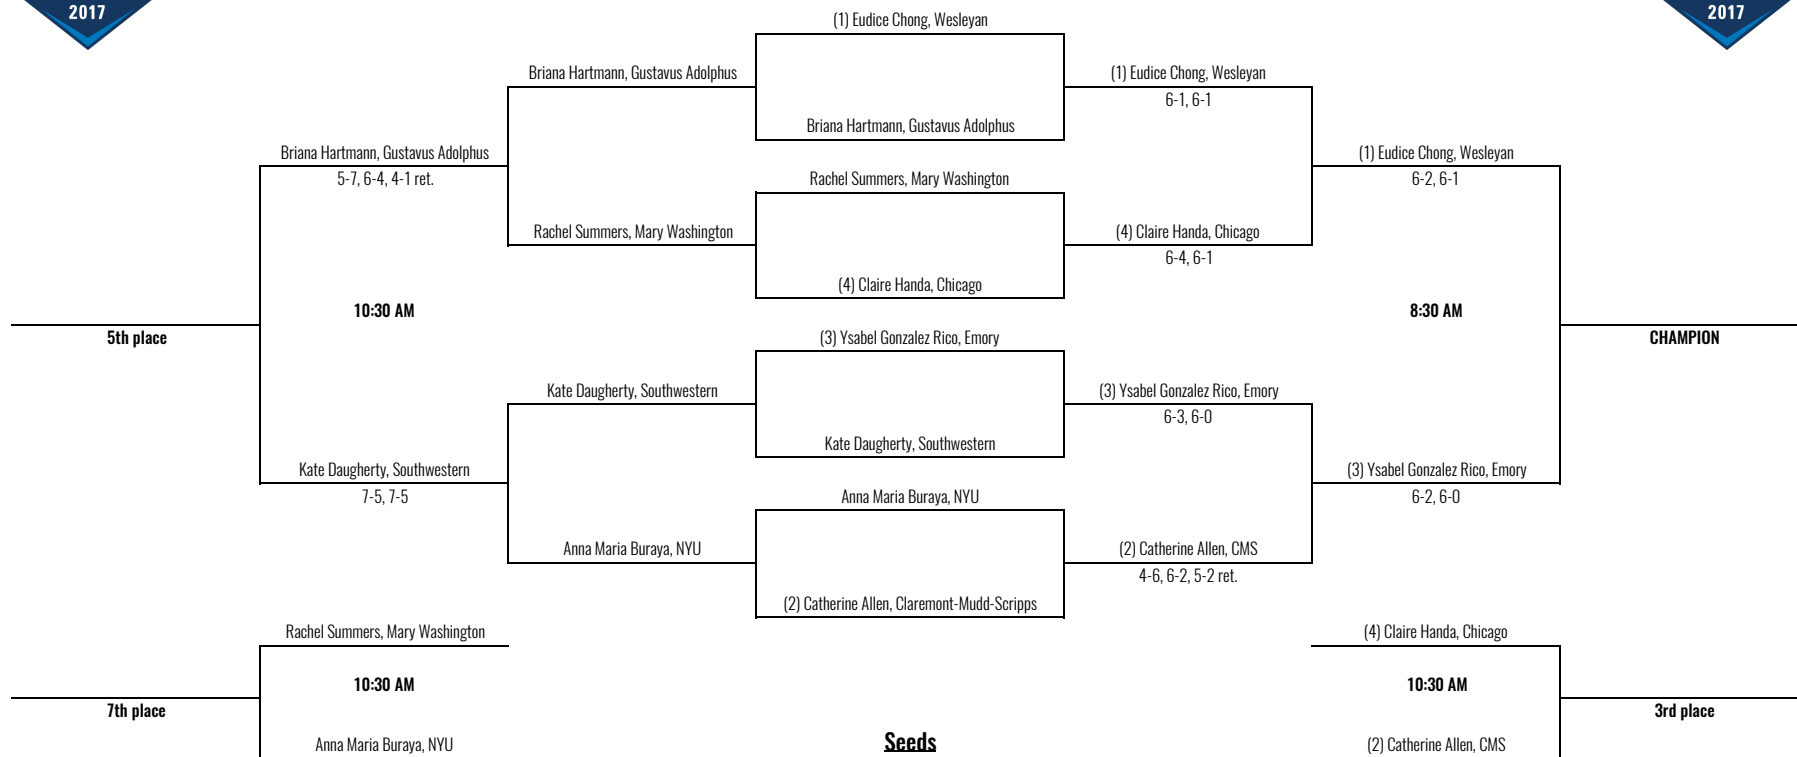 2017
2017
(1) Eudice Chong, Wesleyan
Briana Hartmann, Gustavus Adolphus
(1) Eudice Chong, Wesleyan
6-1, 6-1
Briana Hartmann, Gustavus Adolphus
Briana Hartmann, Gustavus Adolphus
5-7, 6-4, 4-1 ret.
(1) Eudice Chong, Wesleyan
6-2, 6-1
Rachel Summers, Mary Washington
Rachel Summers, Mary Washington
(4) Claire Handa, Chicago
6-4, 6-1
(4) Claire Handa, Chicago
10:30 AM
8:30 AM
5th place
(3) Ysabel Gonzalez Rico, Emory
CHAMPION
Kate Daugherty, Southwestern
(3) Ysabel Gonzalez Rico, Emory
6-3, 6-0
Kate Daugherty, Southwestern
Kate Daugherty, Southwestern
7-5, 7-5
(3) Ysabel Gonzalez Rico, Emory
6-2, 6-0
Anna Maria Buraya, NYU
Anna Maria Buraya, NYU
(2) Catherine Allen, CMS
4-6, 6-2, 5-2 ret.
(2) Catherine Allen, Claremont-Mudd-Scripps
Rachel Summers, Mary Washington
(4) Claire Handa, Chicago
10:30 AM
10:30 AM
7th place
3rd place
Anna Maria Buraya, NYU
Seeds
(2) Catherine Allen, CMS